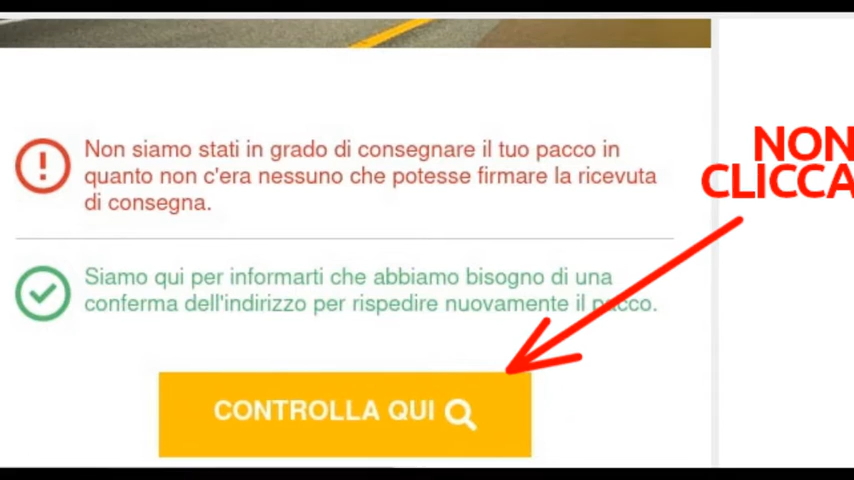 Non siamo stati in grado di consegnare il tuo pacco in
quanto non c'era nessuno che potesse firmare la ricevuta
di consegna.
Siamo qui per informarti che abbiamo bisogno di una
conferma dell'indirizzo per rispedire nuovamente il pacco.
CONTROLLA QUI
NON
CLICCA